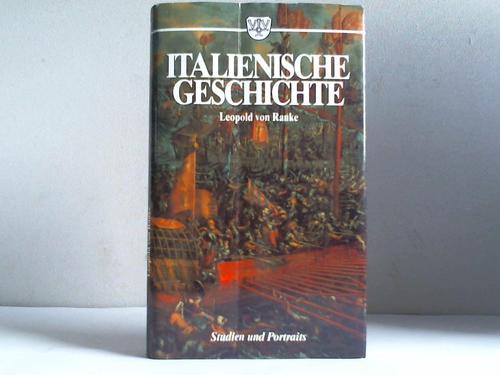 ITALIENISCHE
GESCHICHTE
Leopold von Ranke
Studien und Portraits